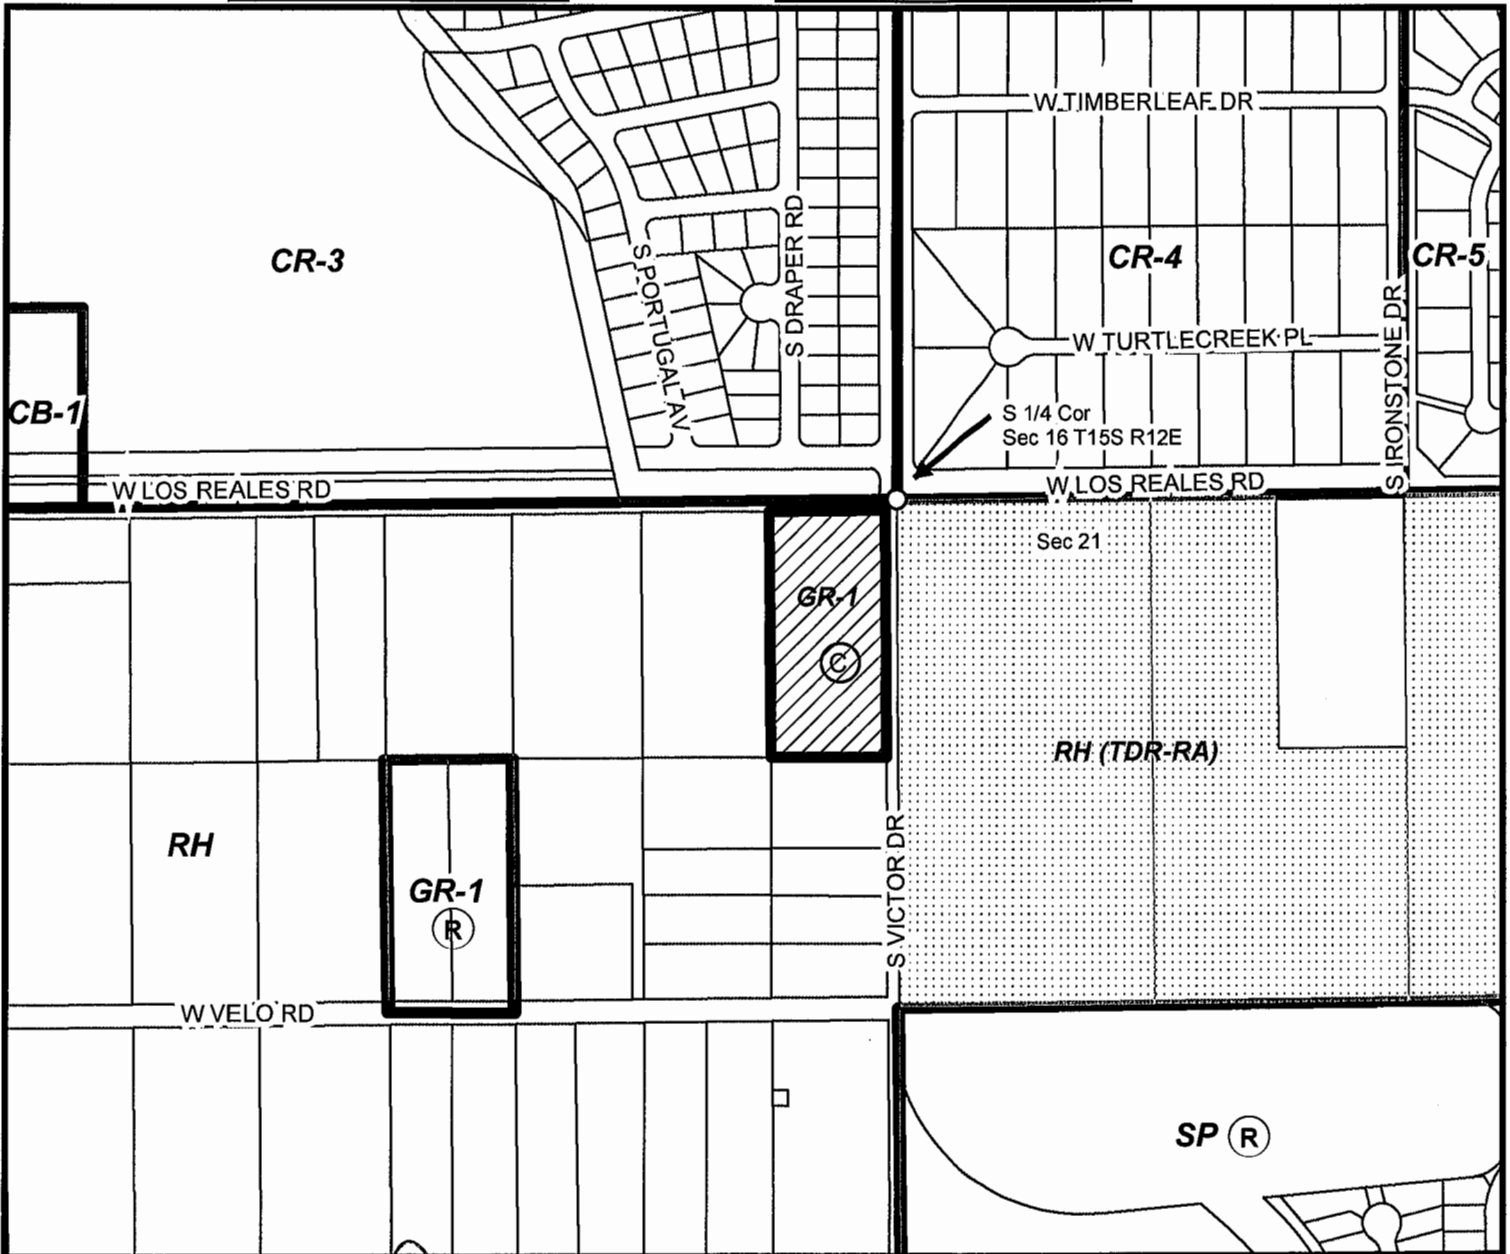 W TIMBERLEAF DR
CR-3
S PORTUGAL AV
S DRAPER RD
CR-4
CR-5
W TURTLECREEK PL
S IRONSTONE DR
CB-1
S 1/4 Cor
Sec 16 T15S R12E
W LOS REALES RD
W LOS REALES RD
Sec 21
GR-1
C
RH (TDR-RA)
RH
GR-1
R
S VICTOR DR
W VELO RD
SP R